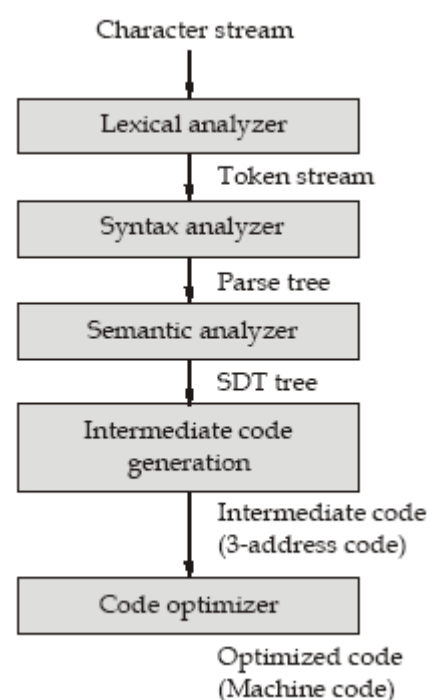 Character stream
Lexical analyzer
Token stream
Syntax analyzer
Parse tree
Semantic analyzer
SDT tree
Intermediate code
generation
Intermediate code
(3-address code)
Code optimizer
Optimized code
(Machine code)